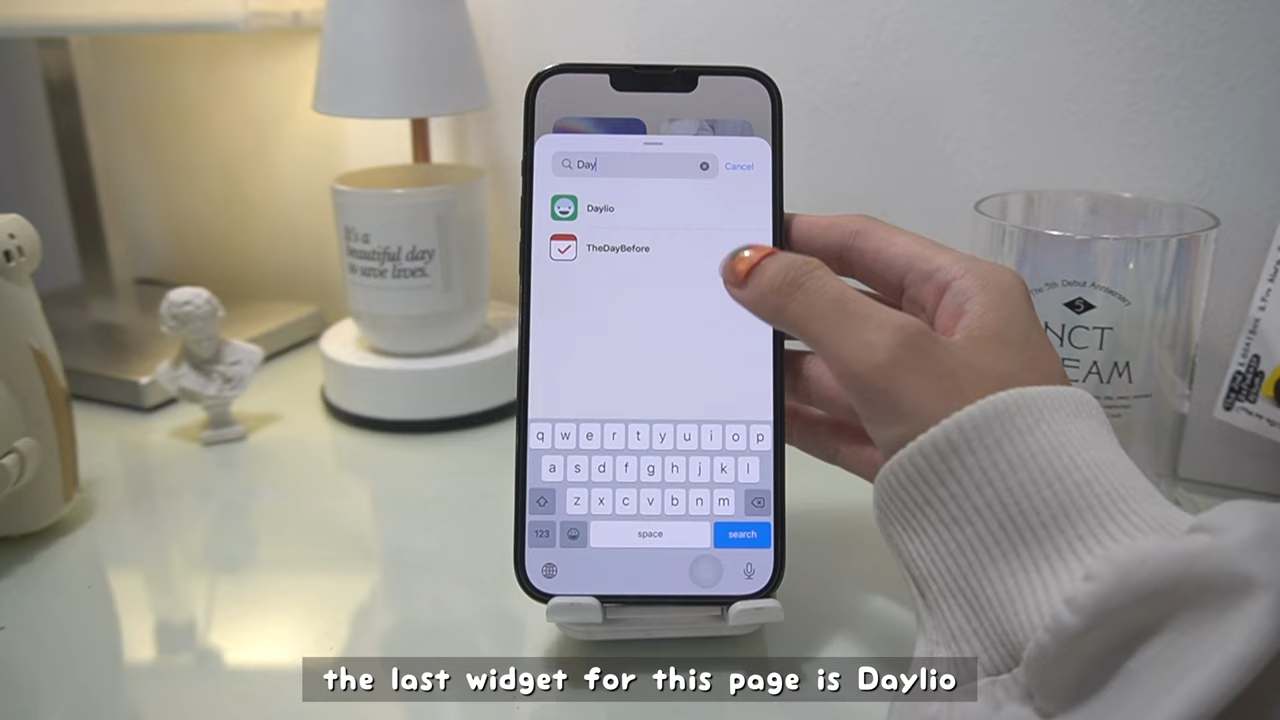 Day
Cancel
Daylio
TheDayBefore
q w e r t y u i o p
a s d f g h j k l
z x c v b n m
123
space
search
It's a
beautiful day
to save lives.
The 5th Debut Anniversary
5
NCT
EAM
the last widget for this page is Daylio